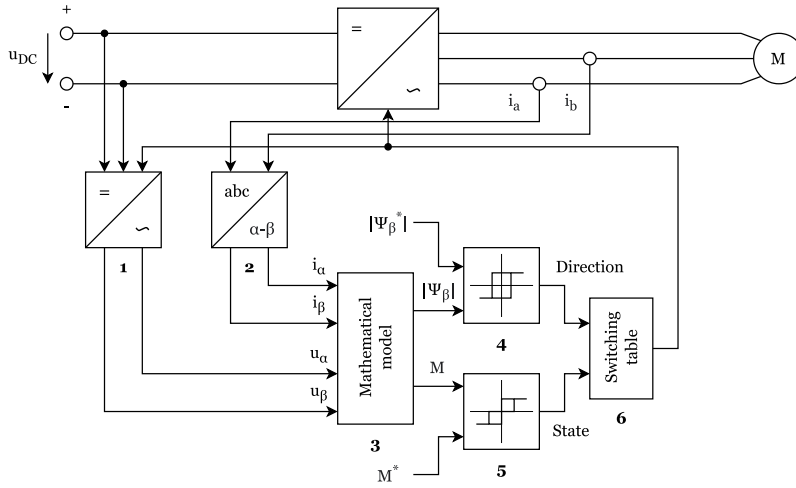 +
u_DC
-
=
~
M
i_a
i_b
=
~
1
abc
α-β
2
|Ψ_β^*|
Direction
i_α
|Ψ_β|
i_β
4
Mathematical
model
Switching
table
u_α
M
u_β
State
6
3
5
M^*